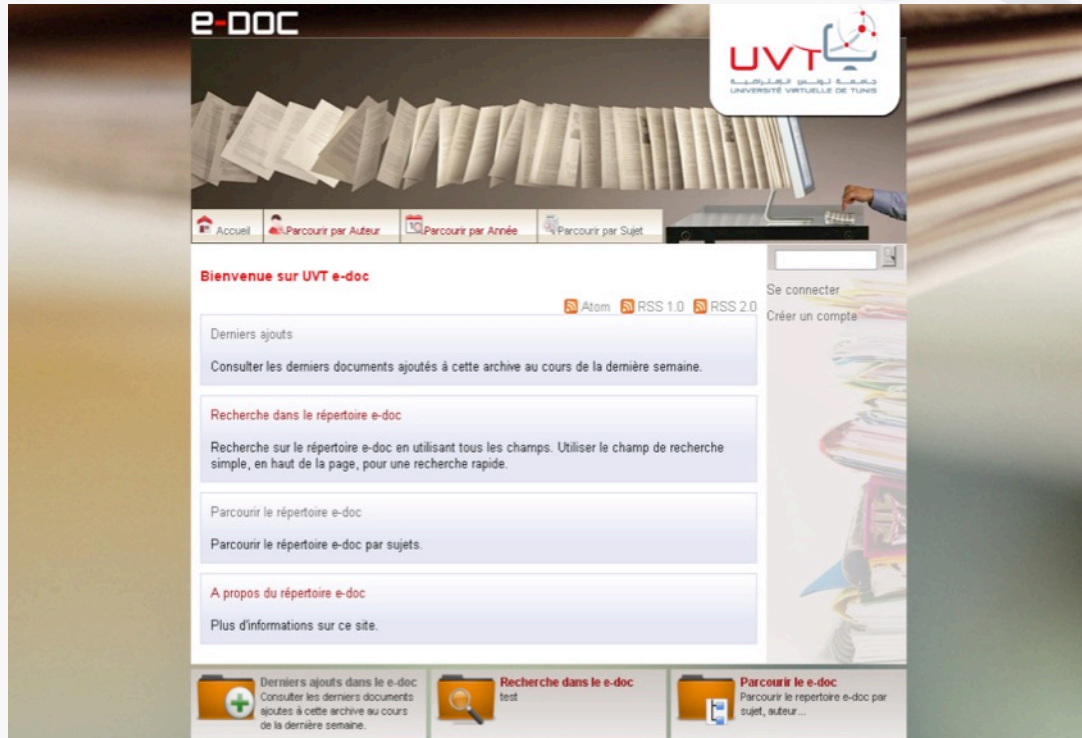 e-DOC
UVT
جامعة تونس الإفتراضية
UNIVERSITÉ VIRTUELLE DE TUNIS
Accueil
Parcourir par Auteur
Parcourir par Année
Parcourir par Sujet
Bienvenue sur UVT e-doc
Atom RSS 1.0 RSS 2.0
Se connecter
Créer un compte
Derniers ajouts
Consulter les derniers documents ajoutés à cette archive au cours de la dernière semaine.
Recherche dans le répertoire e-doc
Recherche sur le répertoire e-doc en utilisant tous les champs. Utiliser le champ de recherche
simple, en haut de la page, pour une recherche rapide.
Parcourir le répertoire e-doc
Parcourir le répertoire e-doc par sujets.
A propos du répertoire e-doc
Plus d'informations sur ce site.
Derniers ajouts dans le e-doc
Consulter les derniers documents
ajoutes à cette archive au cours
de la dernière semaine.
Recherche dans le e-doc
test
Parcourir le e-doc
Parcourir le repertoire e-doc par
sujet, auteur...